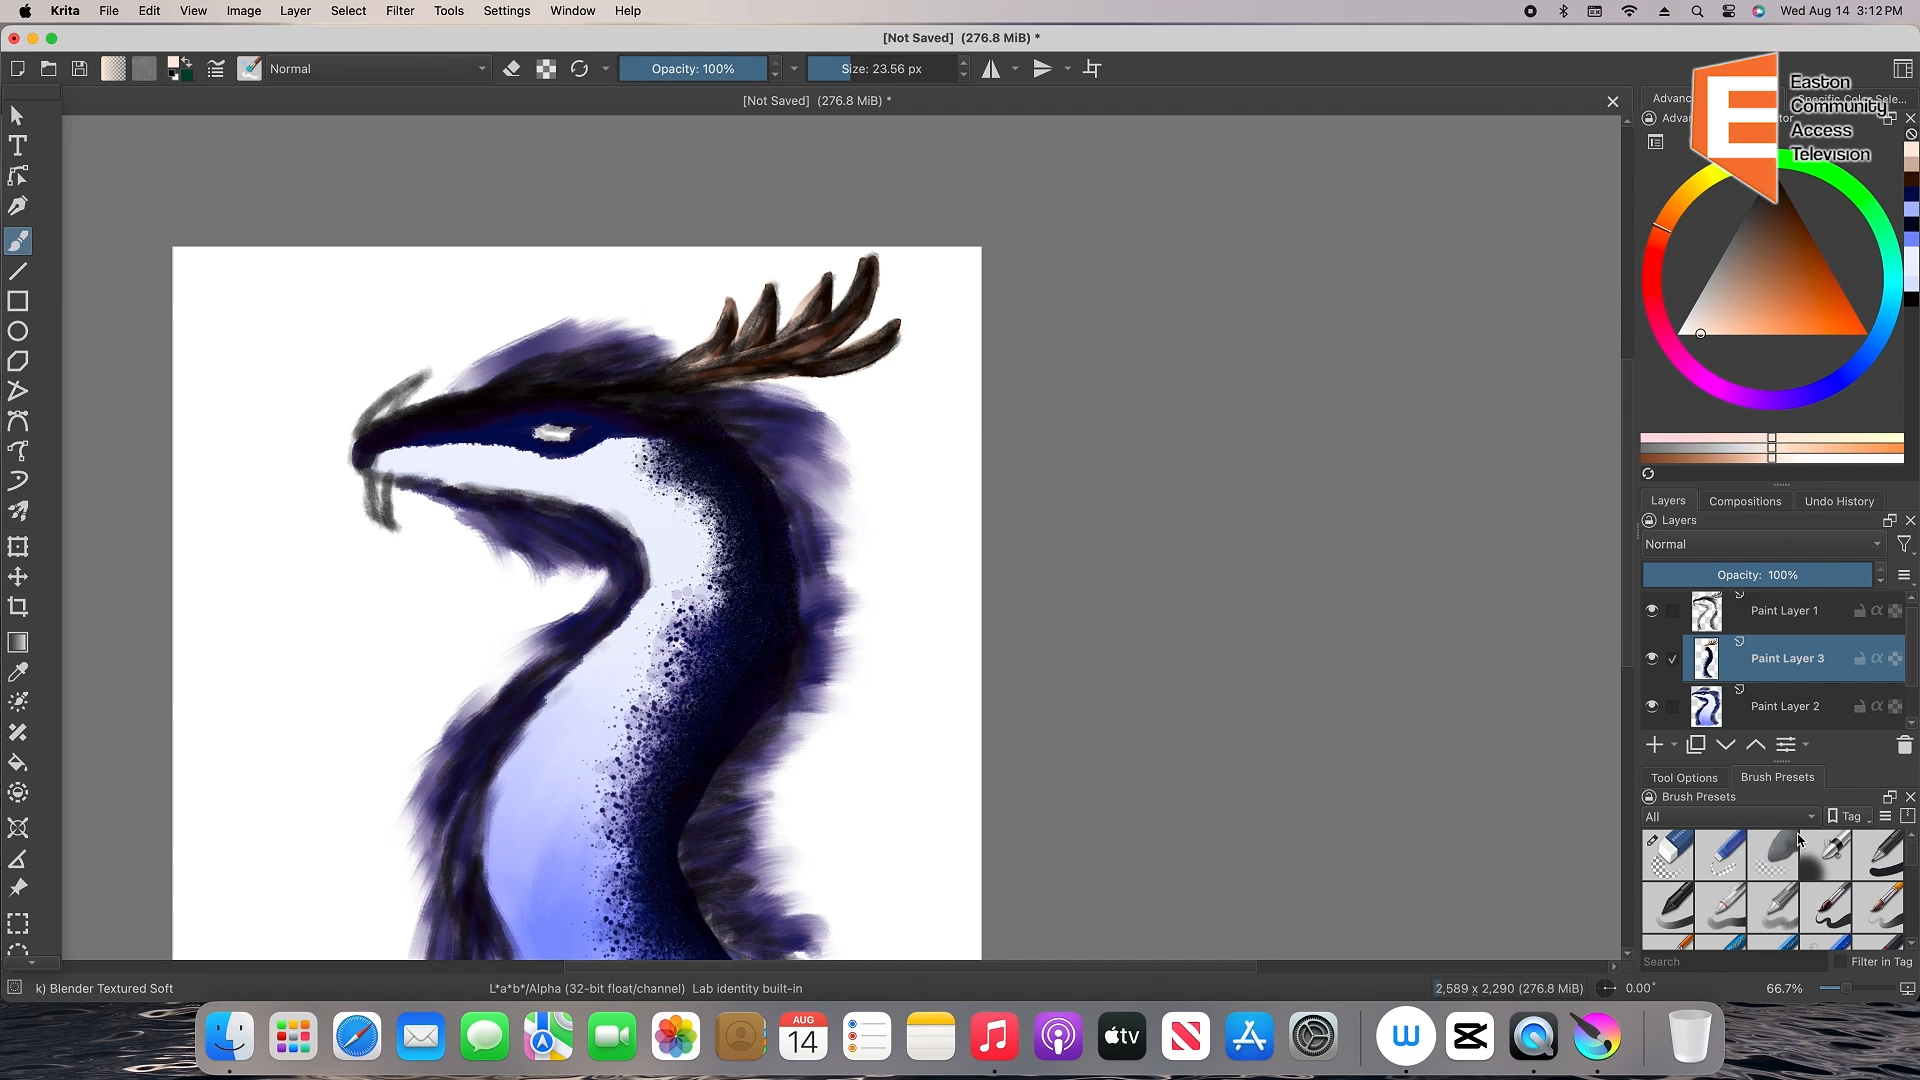 Krita File Edit View Image Layer Select Filter Tools Settings Window Help Wed Aug 14 3:12 PM
[Not Saved] (276.8 MiB) *
Normal Opacity: 100% Size: 23.56 px
[Not Saved] (276.8 MiB) *
Easton
Community
Access
Television
Layers Compositions Undo History
Layers
Normal
Opacity: 100%
Paint Layer 1
Paint Layer 3
Paint Layer 2
Tool Options Brush Presets
Brush Presets
All Tag
Search Filter in Tag
k) Blender Textured Soft L*a*b*/Alpha (32-bit float/channel) Lab identity built-in 2,589 x 2,290 (276.8 MiB) 0.00° 66.7%
AUG
14
tv